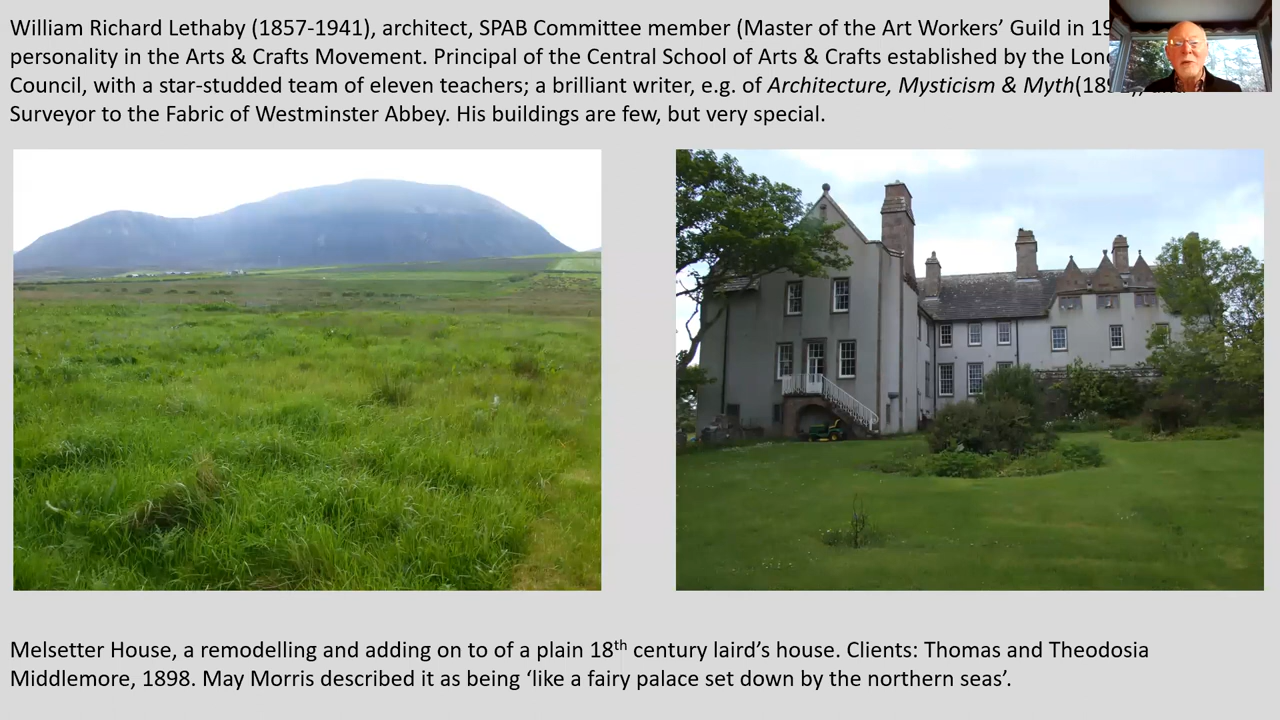 William Richard Lethaby (1857-1941), architect, SPAB Committee member (Master of the Art Workers’ Guild in
personality in the Arts & Crafts Movement. Principal of the Central School of Arts & Crafts established by the
Council, with a star-studded team of eleven teachers; a brilliant writer, e.g. of Architecture, Mysticism & Myth
Surveyor to the Fabric of Westminster Abbey. His buildings are few, but very special.
Melsetter House, a remodelling and adding on to of a plain 18th century laird’s house. Clients: Thomas and Theodosia
Middlemore, 1898. May Morris described it as being ‘like a fairy palace set down by the northern seas’.